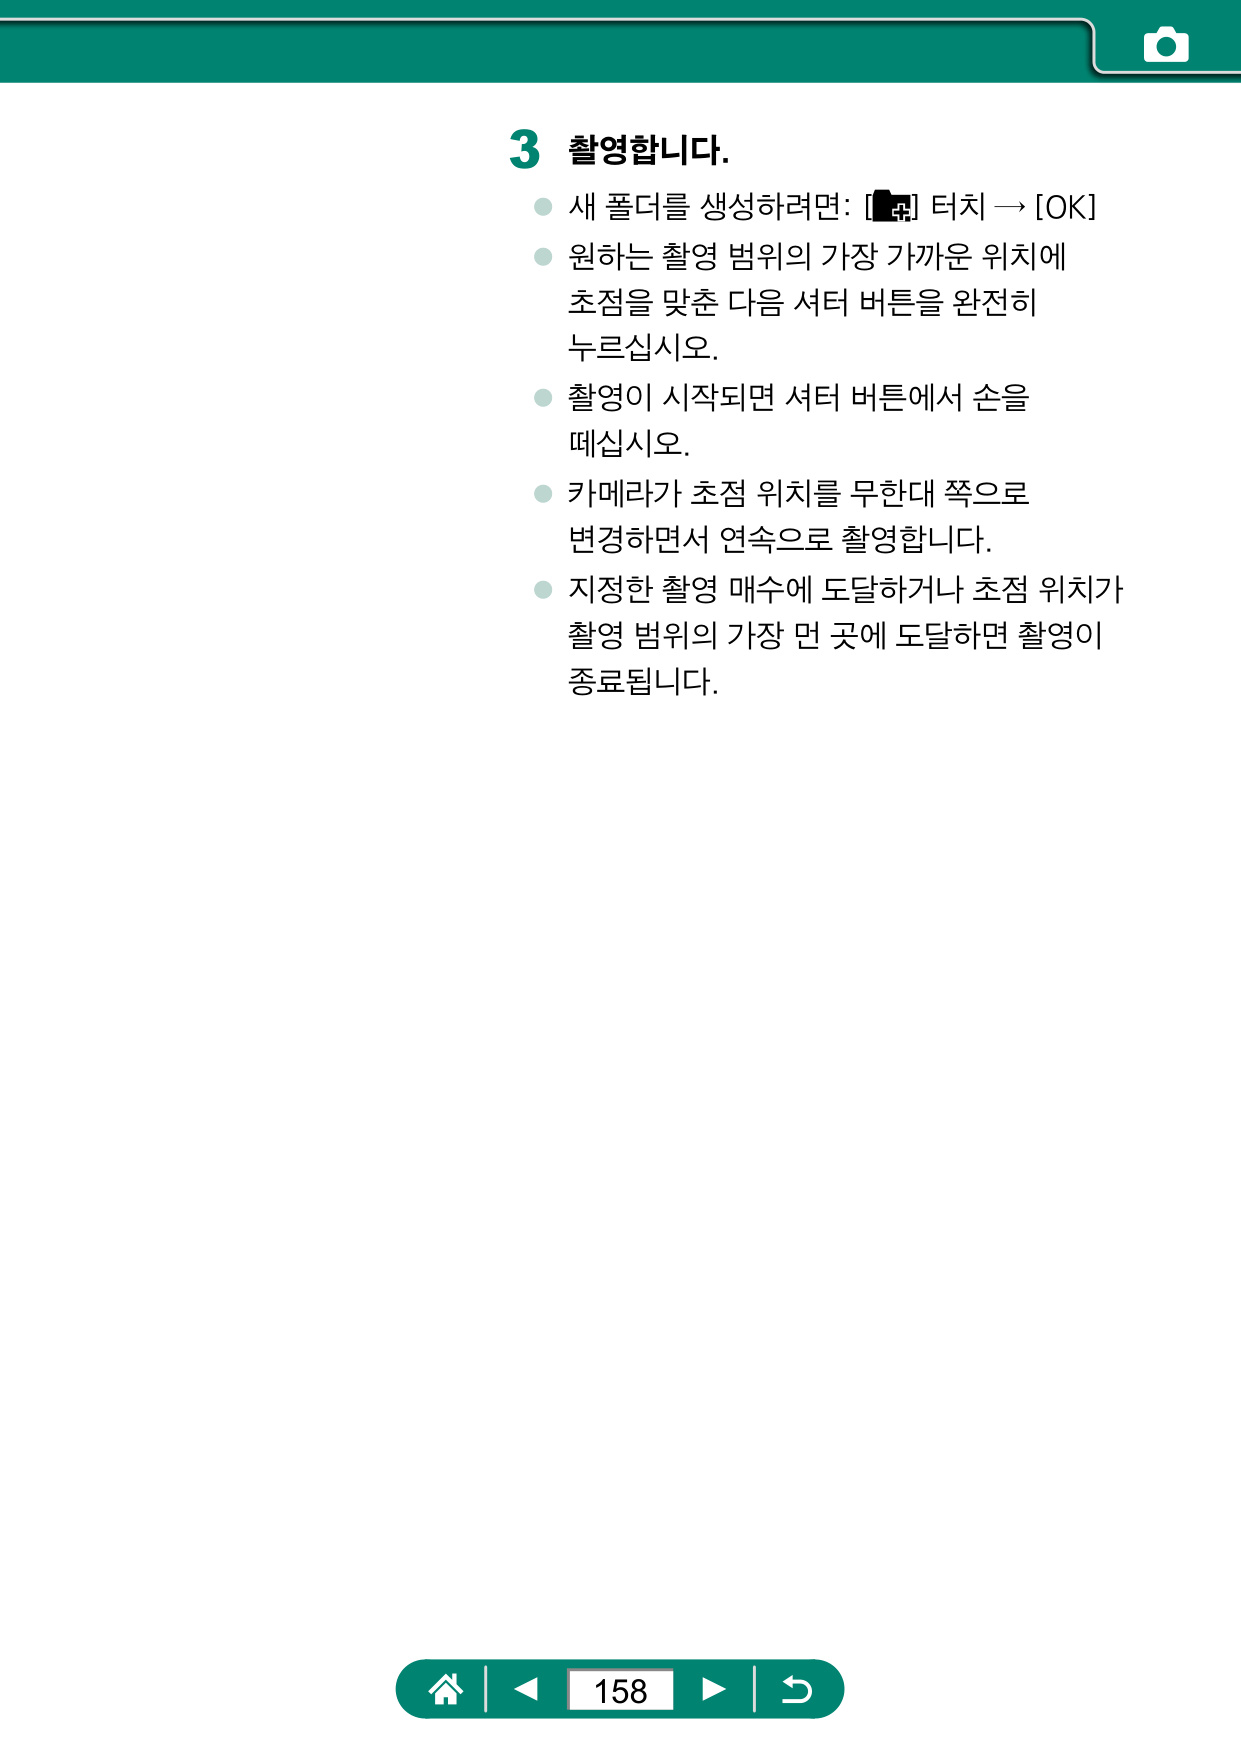 3 촬영합니다.
새 폴더를 생성하려면: [] 터치 → [OK]
원하는 촬영 범위의 가장 가까운 위치에
초점을 맞춘 다음 셔터 버튼을 완전히
누르십시오.
촬영이 시작되면 셔터 버튼에서 손을
떼십시오.
카메라가 초점 위치를 무한대 쪽으로
변경하면서 연속으로 촬영합니다.
지정한 촬영 매수에 도달하거나 초점 위치가
촬영 범위의 가장 먼 곳에 도달하면 촬영이
종료됩니다.
158